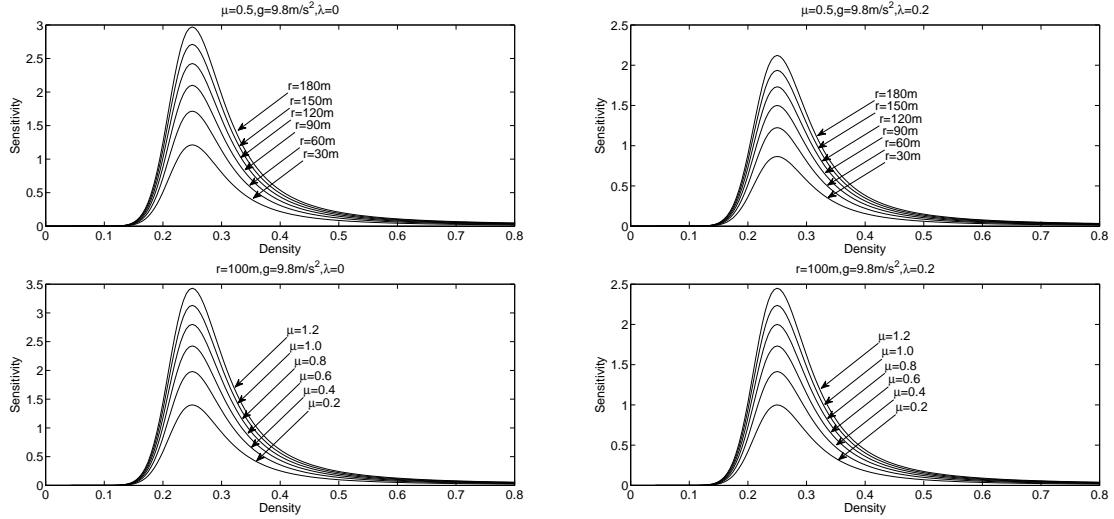 μ=0.5,g=9.8m/s²,λ=0
3
2.5
2
1.5
1
0.5
0
Sensitivity
r=180m
r=150m
r=120m
r=90m
r=60m
r=30m
0 0.1 0.2 0.3 0.4 0.5 0.6 0.7 0.8
Density
μ=0.5,g=9.8m/s²,λ=0.2
2.5
2
1.5
1
0.5
0
Sensitivity
r=180m
r=150m
r=120m
r=90m
r=60m
r=30m
0 0.1 0.2 0.3 0.4 0.5 0.6 0.7 0.8
Density
r=100m,g=9.8m/s²,λ=0
3.5
3
2.5
2
1.5
1
0.5
0
Sensitivity
μ=1.2
μ=1.0
μ=0.8
μ=0.6
μ=0.4
μ=0.2
0 0.1 0.2 0.3 0.4 0.5 0.6 0.7 0.8
Density
r=100m,g=9.8m/s²,λ=0.2
2.5
2
1.5
1
0.5
0
Sensitivity
μ=1.2
μ=1.0
μ=0.8
μ=0.6
μ=0.4
μ=0.2
0 0.1 0.2 0.3 0.4 0.5 0.6 0.7 0.8
Density